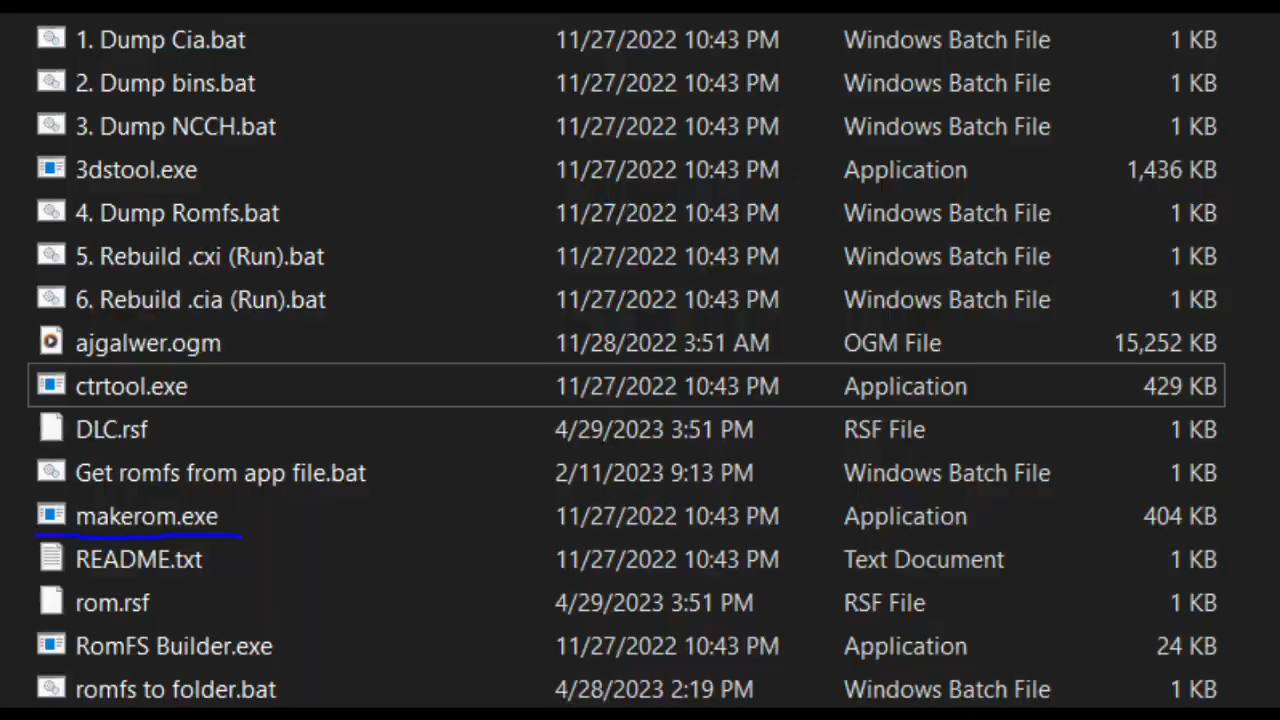 1. Dump Cia.bat 11/27/2022 10:43 PM Windows Batch File 1 KB
2. Dump bins.bat 11/27/2022 10:43 PM Windows Batch File 1 KB
3. Dump NCCH.bat 11/27/2022 10:43 PM Windows Batch File 1 KB
3dstool.exe 11/27/2022 10:43 PM Application 1,436 KB
4. Dump Romfs.bat 11/27/2022 10:43 PM Windows Batch File 1 KB
5. Rebuild .cxi (Run).bat 11/27/2022 10:43 PM Windows Batch File 1 KB
6. Rebuild .cia (Run).bat 11/27/2022 10:43 PM Windows Batch File 1 KB
ajgalwer.ogm 11/28/2022 3:51 AM OGM File 15,252 KB
ctrtool.exe 11/27/2022 10:43 PM Application 429 KB
DLC.rsf 4/29/2023 3:51 PM RSF File 1 KB
Get romfs from app file.bat 2/11/2023 9:13 PM Windows Batch File 1 KB
makerom.exe 11/27/2022 10:43 PM Application 404 KB
README.txt 11/27/2022 10:43 PM Text Document 1 KB
rom.rsf 4/29/2023 3:51 PM RSF File 1 KB
RomFS Builder.exe 11/27/2022 10:43 PM Application 24 KB
romfs to folder.bat 4/28/2023 2:19 PM Windows Batch File 1 KB